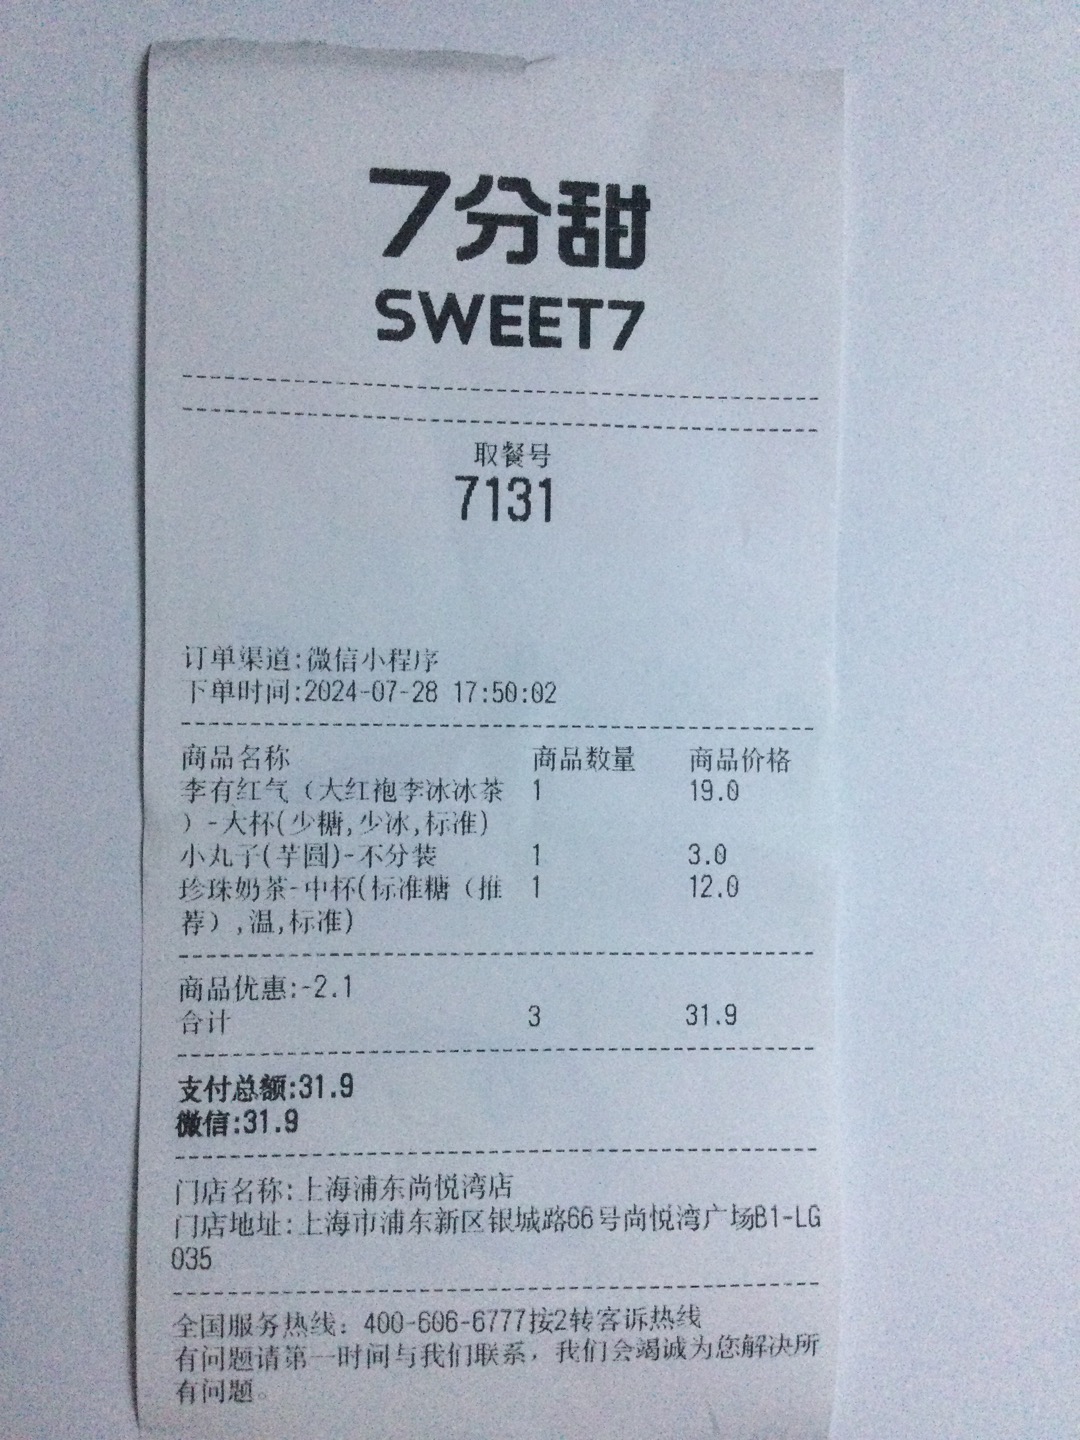 7分甜
SWEET7
取餐号
7131
订单渠道:微信小程序
下单时间:2024-07-28 17:50:02
商品名称 商品数量 商品价格
李有红气（大红袍李冰冰茶 1 19.0
）-大杯(少糖,少冰,标准)
小丸子(芋圆)-不分装 1 3.0
珍珠奶茶-中杯(标准糖（推 1 12.0
荐）,温,标准)
商品优惠:-2.1
合计 3 31.9
支付总额:31.9
微信:31.9
门店名称:上海浦东尚悦湾店
门店地址:上海市浦东新区银城路66号尚悦湾广场B1-LG
035
全国服务热线：400-606-6777按2转客诉热线
有问题请第一时间与我们联系，我们会竭诚为您解决所
有问题。